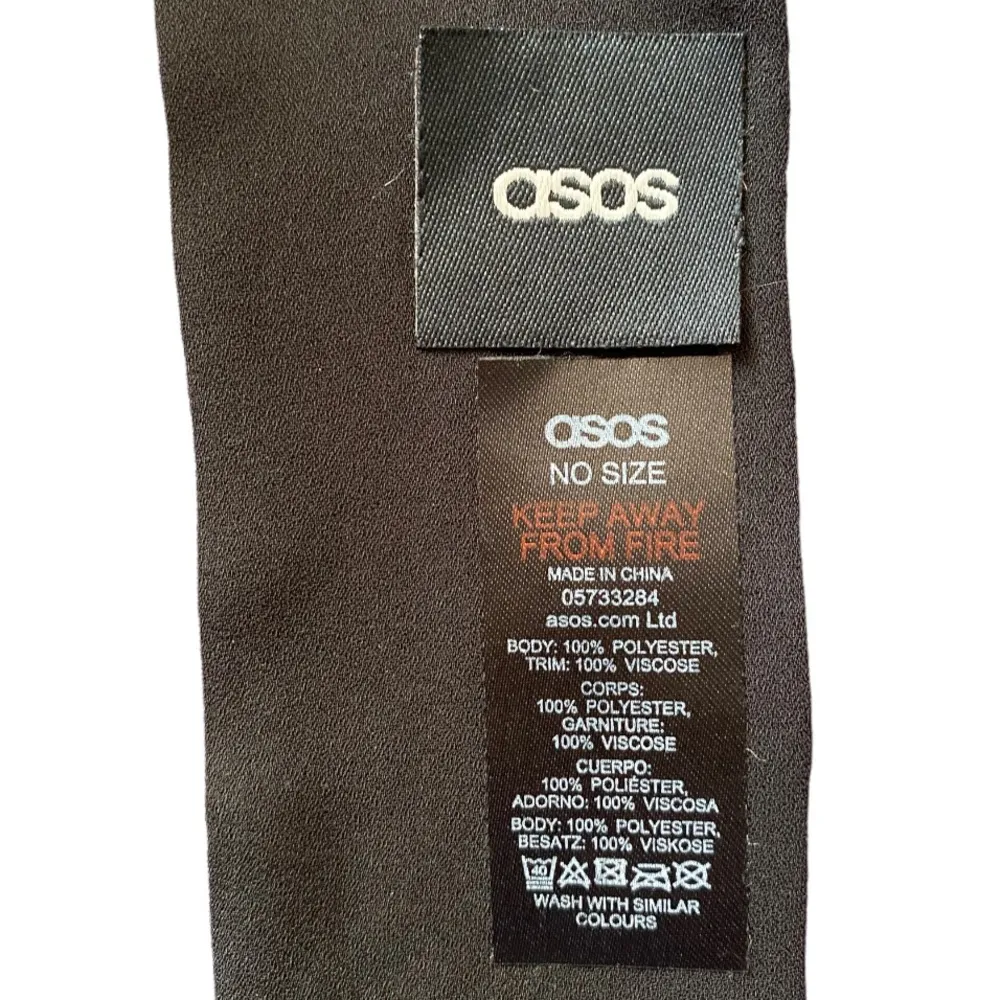 asos
asos
NO SIZE
KEEP AWAY
FROM FIRE
MADE IN CHINA
05733284
asos.com Ltd
BODY: 100% POLYESTER,
TRIM: 100% VISCOSE
CORPS:
100% POLYESTER,
GARNITURE:
100% VISCOSE
CUERPO:
100% POLIÉSTER,
ADORNO: 100% VISCOSA
BODY: 100% POLYESTER,
BESATZ: 100% VISKOSE
40
WASH WITH SIMILAR
COLOURS